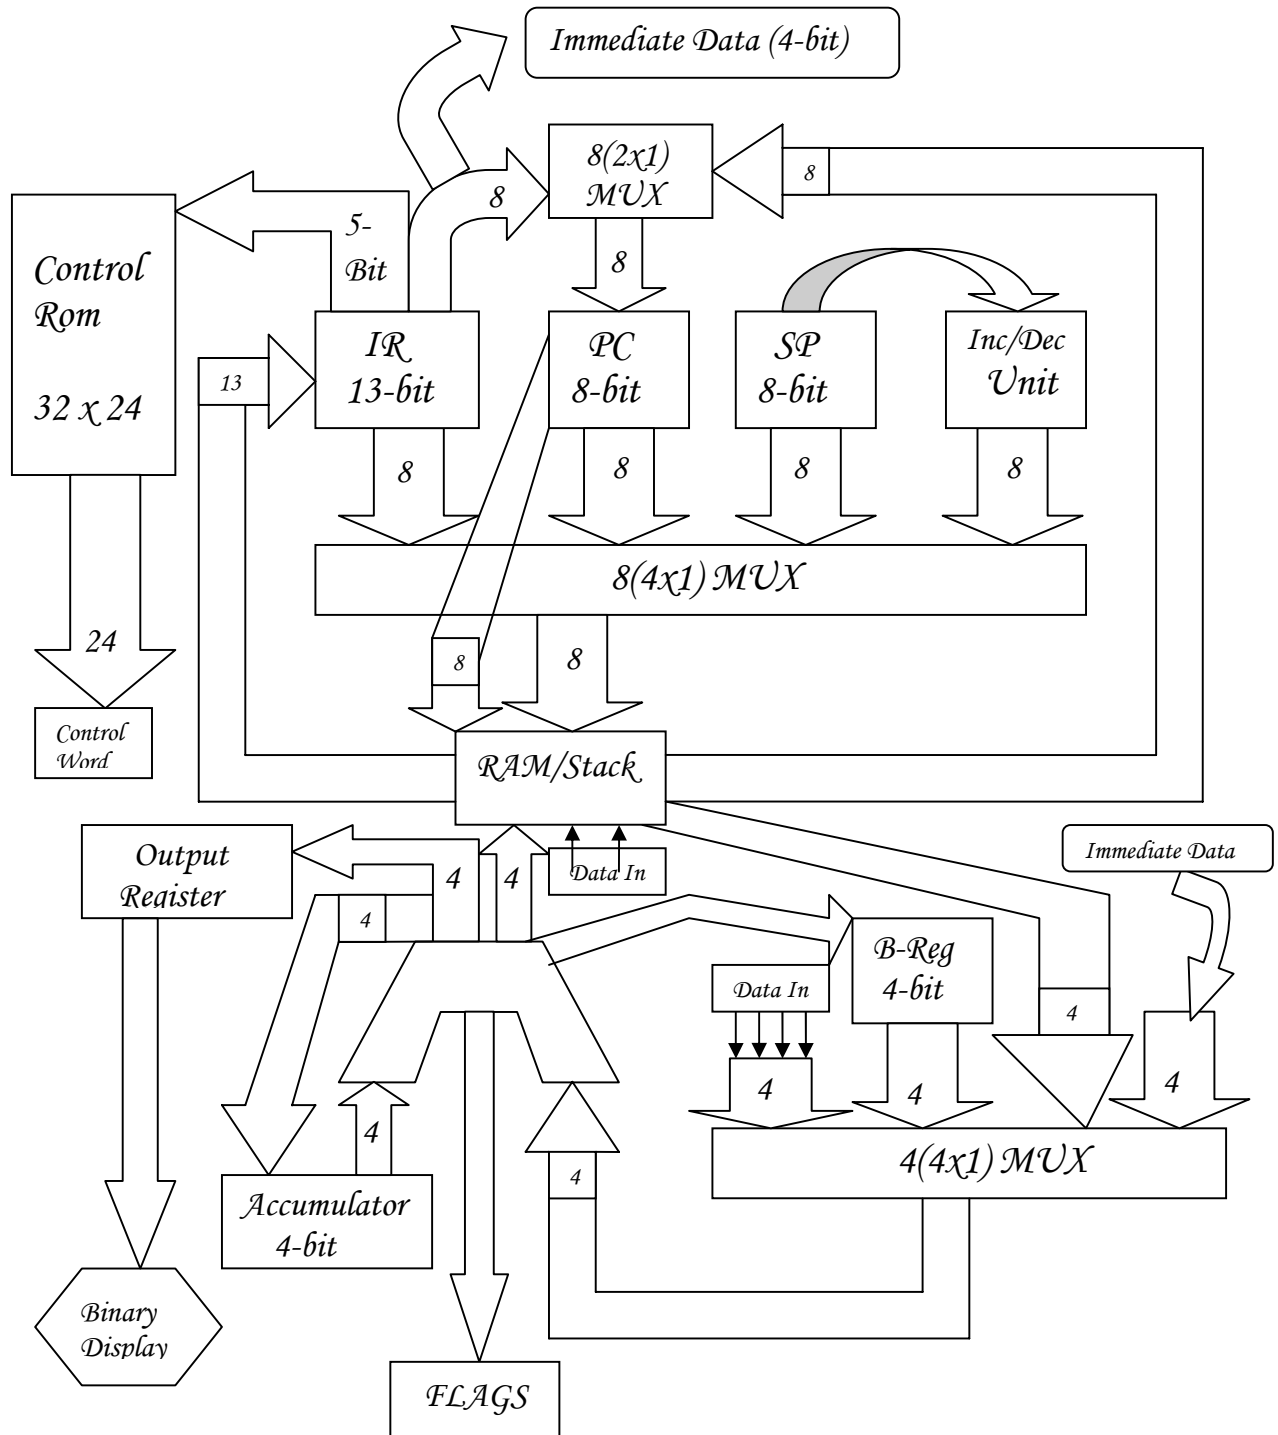 Immediate Data (4-bit)
8(2x1)
MUX
8
8
5-
Bit
8
Control
Rom
32 x 24
IR
13-bit
PC
8-bit
SP
8-bit
Inc/Dec
Unit
13
8
8
8
8
8(4x1) MUX
24
8
8
Control
Word
RAM/Stack
Output
Register
4
4
Data In
Immediate Data
4
B-Reg
4-bit
Data In
4
4
4
4
4
4(4x1) MUX
4
Accumulator
4-bit
Binary
Display
FLAGS